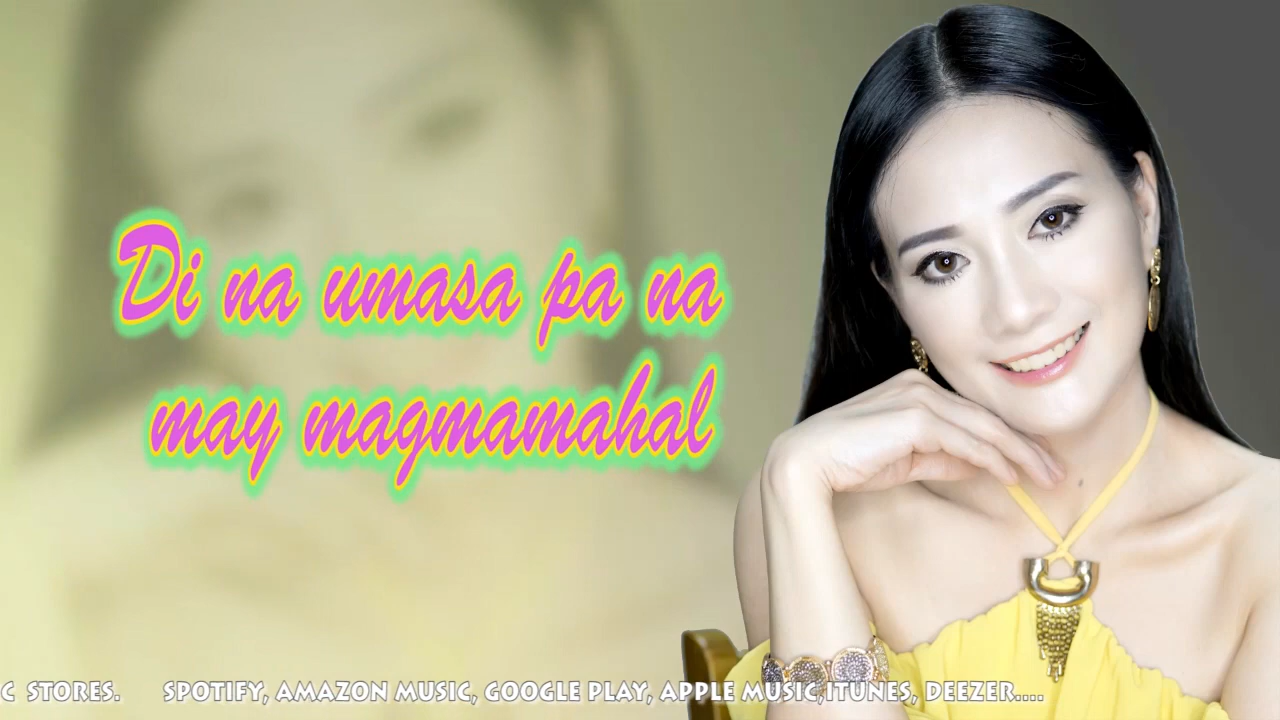 Di na umasa pa na
may magmamahal
C STORES. SPOTIFY, AMAZON MUSIC, GOOGLE PLAY, APPLE MUSIC,ITUNES, DEEZER....